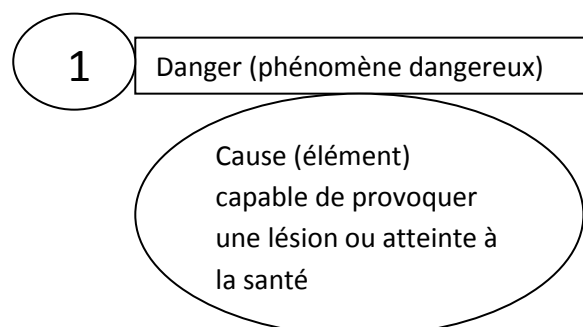 1
Danger (phénomène dangereux)
Cause (élément)
capable de provoquer
une lésion ou atteinte à
la santé